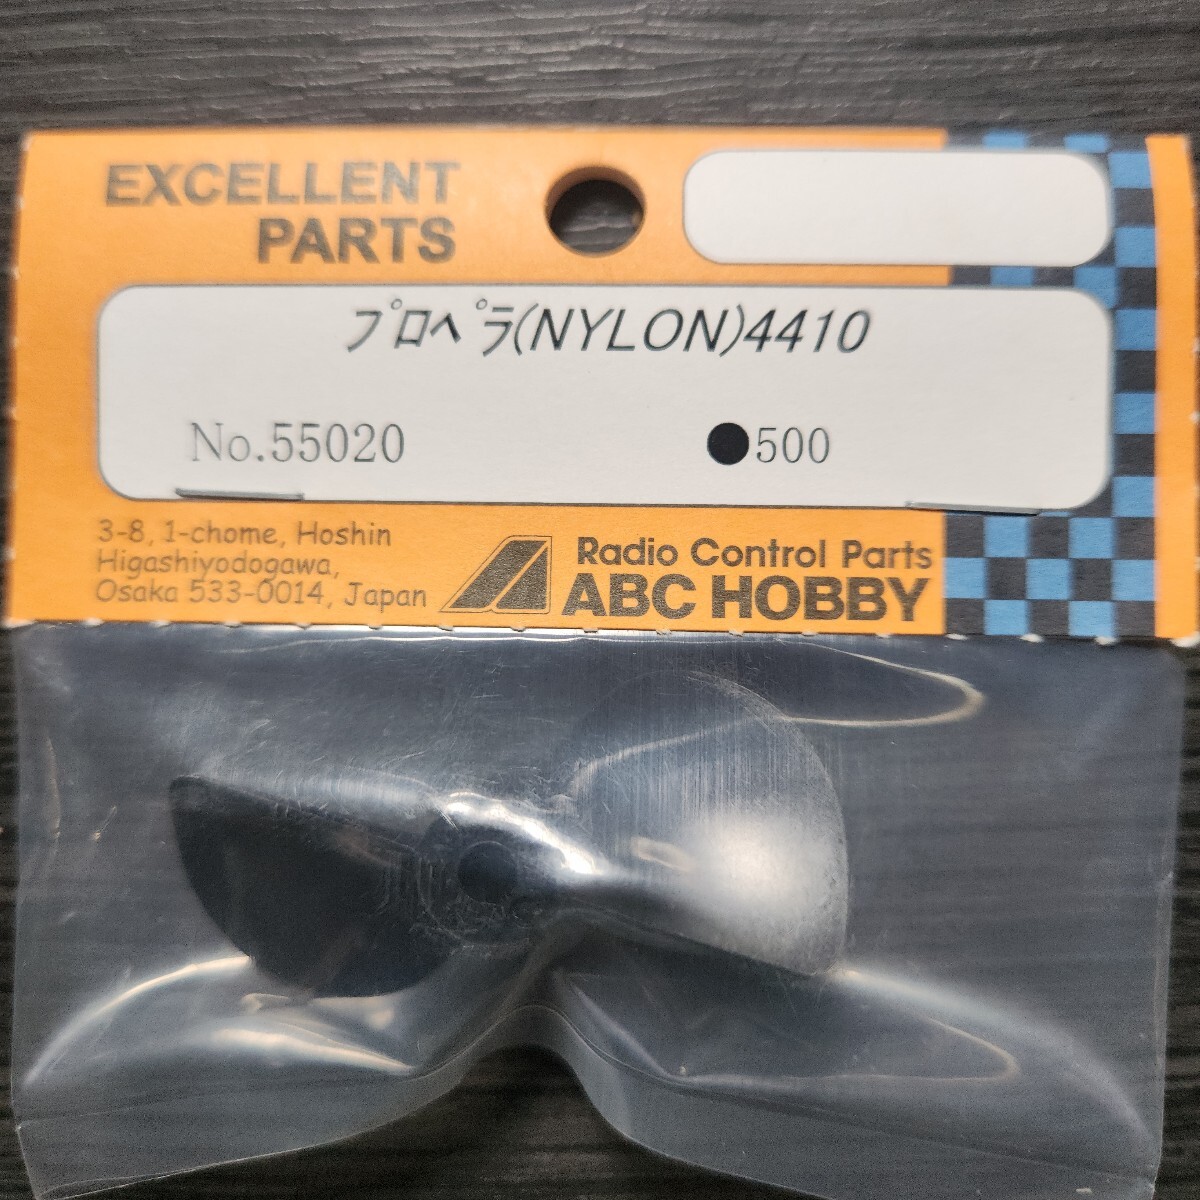 EXCELLENT
PARTS
ﾌﾟﾛﾍﾟﾗ(NYLON)4410
No.55020
●500
3-8, 1-chome, Hoshin
Higashiyodogawa,
Osaka 533-0014, Japan
Radio Control Parts
ABC HOBBY